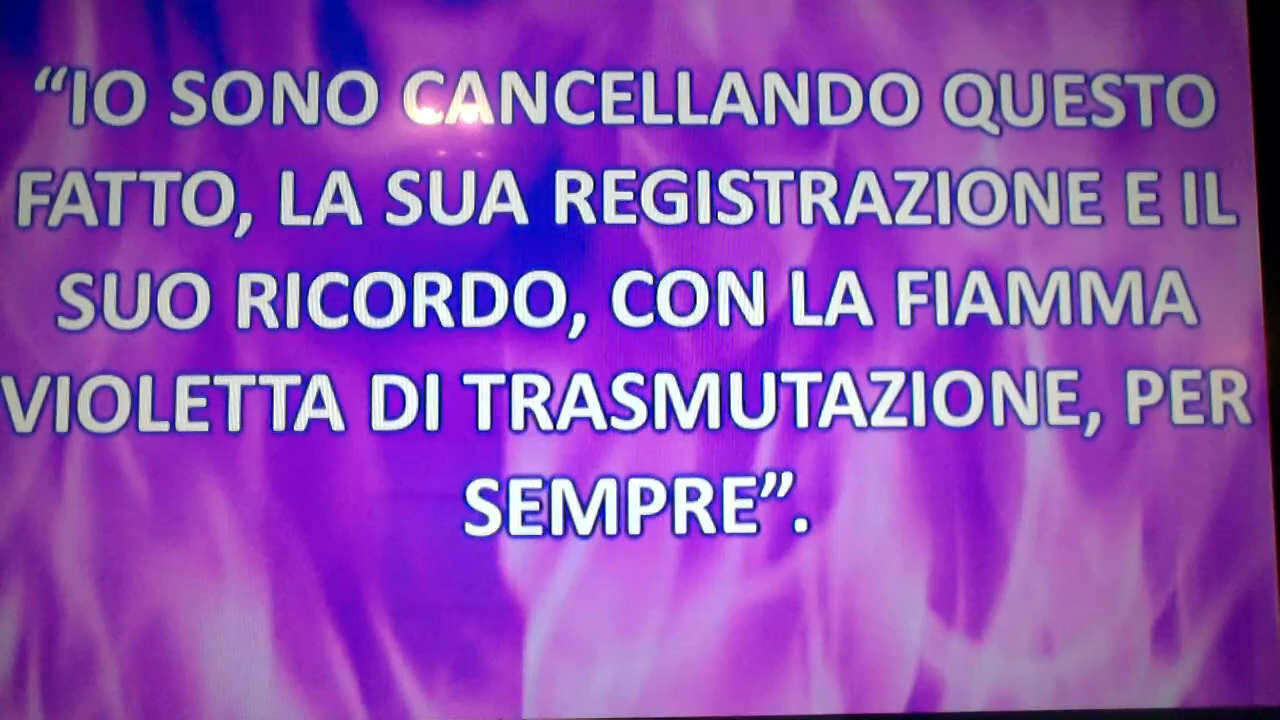 “IO SONO CANCELLANDO QUESTO
FATTO, LA SUA REGISTRAZIONE E IL
SUO RICORDO, CON LA FIAMMA
VIOLETTA DI TRASMUTAZIONE, PER
SEMPRE”.